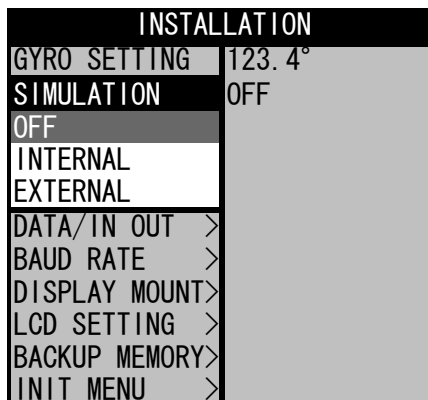 INSTALLATION
GYRO SETTING 123.4°
SIMULATION OFF
OFF
INTERNAL
EXTERNAL
DATA/IN OUT >
BAUD RATE >
DISPLAY MOUNT>
LCD SETTING >
BACKUP MEMORY>
INIT MENU >